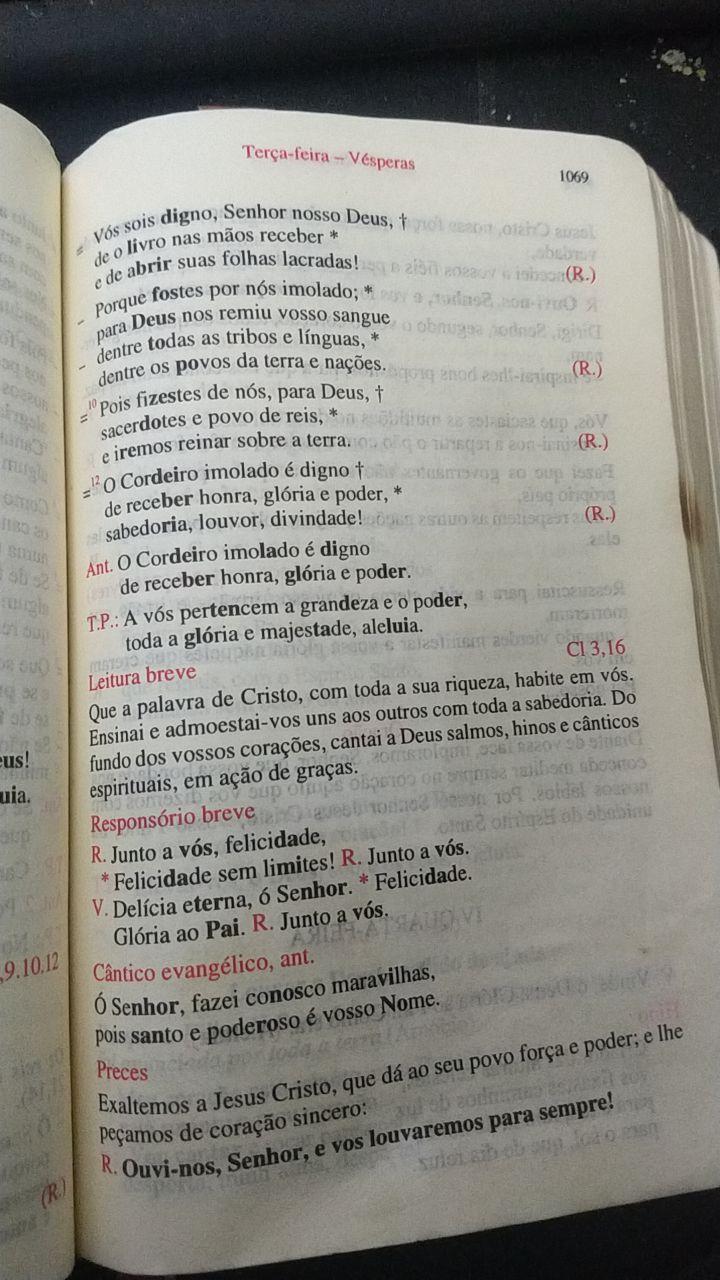 Terça-feira – Vésperas 1069
= Vós sois digno, Senhor nosso Deus, †
de o livro nas mãos receber *
e de abrir suas folhas lacradas! (R.)
– Porque fostes por nós imolado; *
para Deus nos remiu vosso sangue
– dentre todas as tribos e línguas, *
dentre os povos da terra e nações. (R.)
=10 Pois fizestes de nós, para Deus, †
sacerdotes e povo de reis, *
e iremos reinar sobre a terra. (R.)
=12 O Cordeiro imolado é digno †
de receber honra, glória e poder, *
sabedoria, louvor, divindade! (R.)
Ant. O Cordeiro imolado é digno
de receber honra, glória e poder.
T.P.: A vós pertencem a grandeza e o poder,
toda a glória e majestade, aleluia.
Leitura breve Cl 3,16
Que a palavra de Cristo, com toda a sua riqueza, habite em vós.
Ensinai e admoestai-vos uns aos outros com toda a sabedoria. Do
fundo dos vossos corações, cantai a Deus salmos, hinos e cânticos
espirituais, em ação de graças.
Responsório breve
R. Junto a vós, felicidade,
* Felicidade sem limites! R. Junto a vós.
V. Delícia eterna, ó Senhor. * Felicidade.
Glória ao Pai. R. Junto a vós.
Cântico evangélico, ant.
Ó Senhor, fazei conosco maravilhas,
pois santo e poderoso é vosso Nome.
Preces
Exaltemos a Jesus Cristo, que dá ao seu povo força e poder; e lhe
peçamos de coração sincero:
R. Ouvi-nos, Senhor, e vos louvaremos para sempre!
eus!
uia.
,9.10.12
(R.)